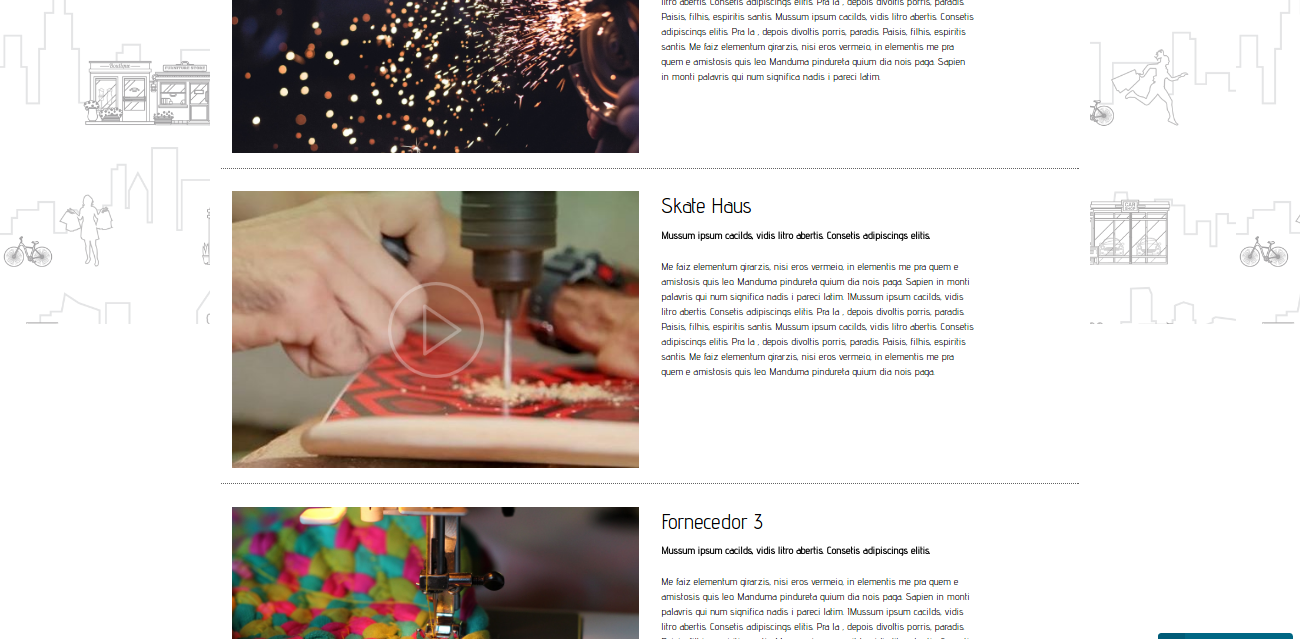 litro abertis. Consetis adipiscings elitis. Pra la , depois divoltis porris, paradis.
Paisis, filhis, espiritis santis. Mussum ipsum cacilds, vidis litro abertis. Consetis
adipiscings elitis. Pra la , depois divoltis porris, paradis. Paisis, filhis, espiritis
santis. Me faiz elementum girarzis, nisi eros vermeio, in elementis me pra
quem e amistosis quis leo. Manduma pindureta quium dia nois paga. Sapien
in monti palavris qui num significa nadis i pareci latim.
Boutique
FURNITURE STORE
CAR
SHOP
Skate Haus
Mussum ipsum cacilds, vidis litro abertis. Consetis adipiscings elitis.
Me faiz elementum girarzis, nisi eros vermeio, in elementis me pra quem e
amistosis quis leo. Manduma pindureta quium dia nois paga. Sapien in monti
palavris qui num significa nadis i pareci latim. IMussum ipsum cacilds, vidis
litro abertis. Consetis adipiscings elitis. Pra la , depois divoltis porris, paradis.
Paisis, filhis, espiritis santis. Mussum ipsum cacilds, vidis litro abertis. Consetis
adipiscings elitis. Pra la , depois divoltis porris, paradis. Paisis, filhis, espiritis
santis. Me faiz elementum girarzis, nisi eros vermeio, in elementis me pra
quem e amistosis quis leo. Manduma pindureta quium dia nois paga.
Fornecedor 3
Mussum ipsum cacilds, vidis litro abertis. Consetis adipiscings elitis.
Me faiz elementum girarzis, nisi eros vermeio, in elementis me pra quem e
amistosis quis leo. Manduma pindureta quium dia nois paga. Sapien in monti
palavris qui num significa nadis i pareci latim. IMussum ipsum cacilds, vidis
litro abertis. Consetis adipiscings elitis. Pra la , depois divoltis porris, paradis.